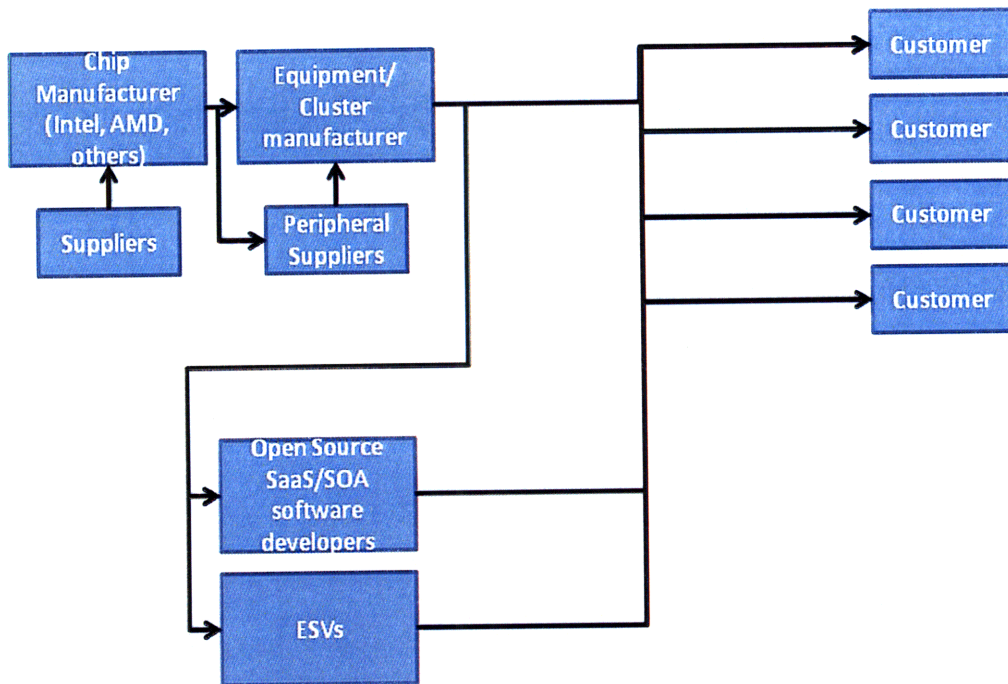 Chip
Manufacturer
(Intel, AMD,
others)
Equipment/
Cluster
manufacturer
Suppliers
Peripheral
Suppliers
Customer
Customer
Customer
Customer
Open Source
SaaS/SOA
software
developers
ESVs